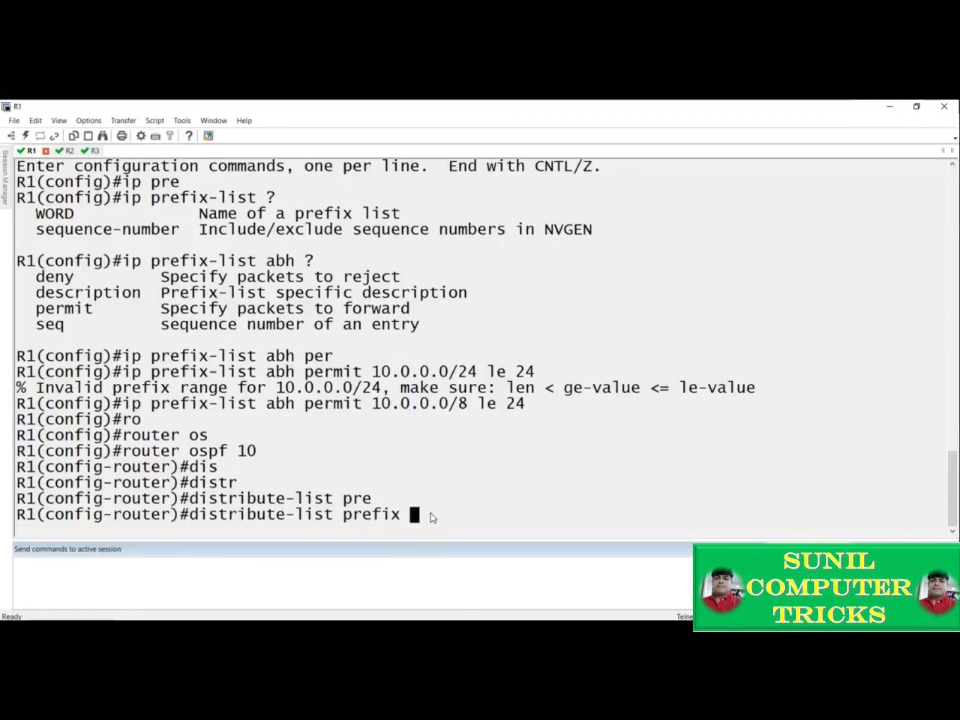 R1
File Edit View Options Transfer Script Tools Window Help
R1 R2 R3
Session Manager
Enter configuration commands, one per line.  End with CNTL/Z.
R1(config)#ip pre
R1(config)#ip prefix-list ?
  WORD             Name of a prefix list
  sequence-number  Include/exclude sequence numbers in NVGEN
R1(config)#ip prefix-list abh ?
  deny         Specify packets to reject
  description  Prefix-list specific description
  permit       Specify packets to forward
  seq          sequence number of an entry
R1(config)#ip prefix-list abh per
R1(config)#ip prefix-list abh permit 10.0.0.0/24 le 24
% Invalid prefix range for 10.0.0.0/24, make sure: len < ge-value <= le-value
R1(config)#ip prefix-list abh permit 10.0.0.0/8 le 24
R1(config)#ro
R1(config)#router os
R1(config)#router ospf 10
R1(config-router)#dis
R1(config-router)#distr
R1(config-router)#distribute-list pre
R1(config-router)#distribute-list prefix
Send commands to active session
Ready
Telne
SUNIL
COMPUTER
TRICKS